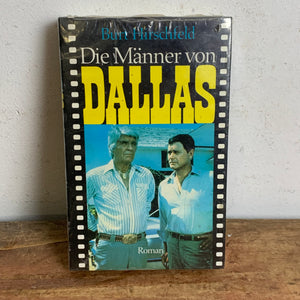 Burt Hirschfeld
Die Männer von
DALLAS
Roman